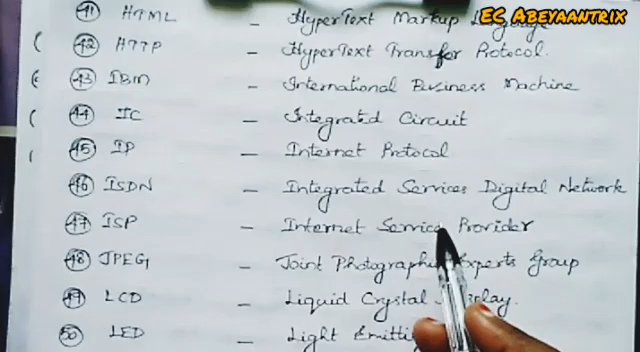 EC ABEYAANTRIX
41 HTML - HyperText Markup Language
42 HTTP - HyperText Transfer Protocol.
43 IBM - International Business Machine
44 IC - Integrated Circuit
45 IP - Internet Protocol
46 ISDN - Integrated Services Digital Network
47 ISP - Internet Service Provider
48 JPEG - Joint Photographic Experts Group
49 LCD - Liquid Crystal Display.
50 LED - Light